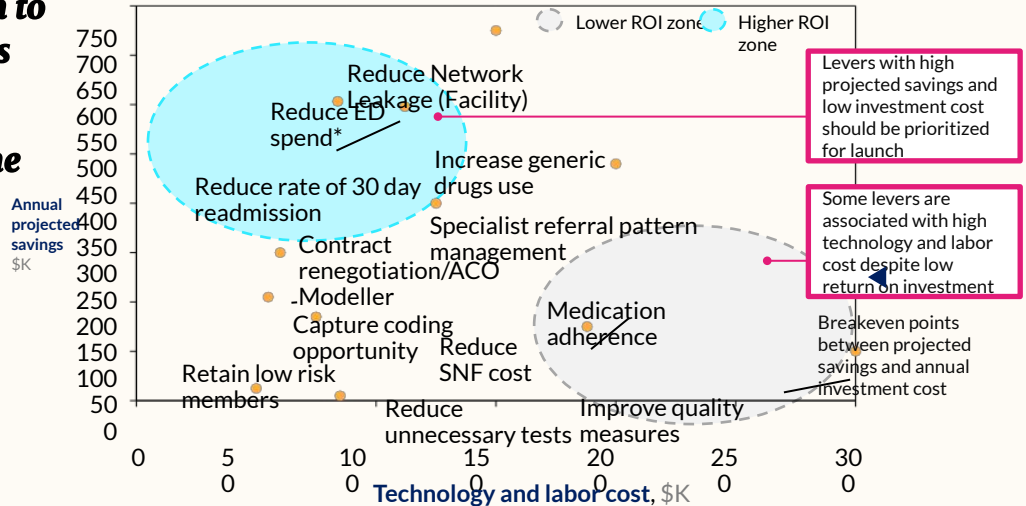 n to
s
ne
Lower ROI zone
Higher ROI
zone
750
700
650
600
550
500
450
400
350
300
250
200
150
100
50
0
Annual
projected
savings
$K
Reduce Network
Leakage (Facility)
Reduce ED
spend*
Increase generic
drugs use
Reduce rate of 30 day
readmission
Specialist referral pattern
management
Contract
renegotiation/ACO
-Modeller
Capture coding
opportunity
Medication
adherence
Reduce
SNF cost
Retain low risk
members
Reduce
unnecessary tests
Improve quality
measures
Levers with high
projected savings and
low investment cost
should be prioritized
for launch
Some levers are
associated with high
technology and labor
cost despite low
return on investment
Breakeven points
between projected
savings and annual
investment cost
0 5 10 15 20 25 30
0 0 0 0 0 0
Technology and labor cost, $K